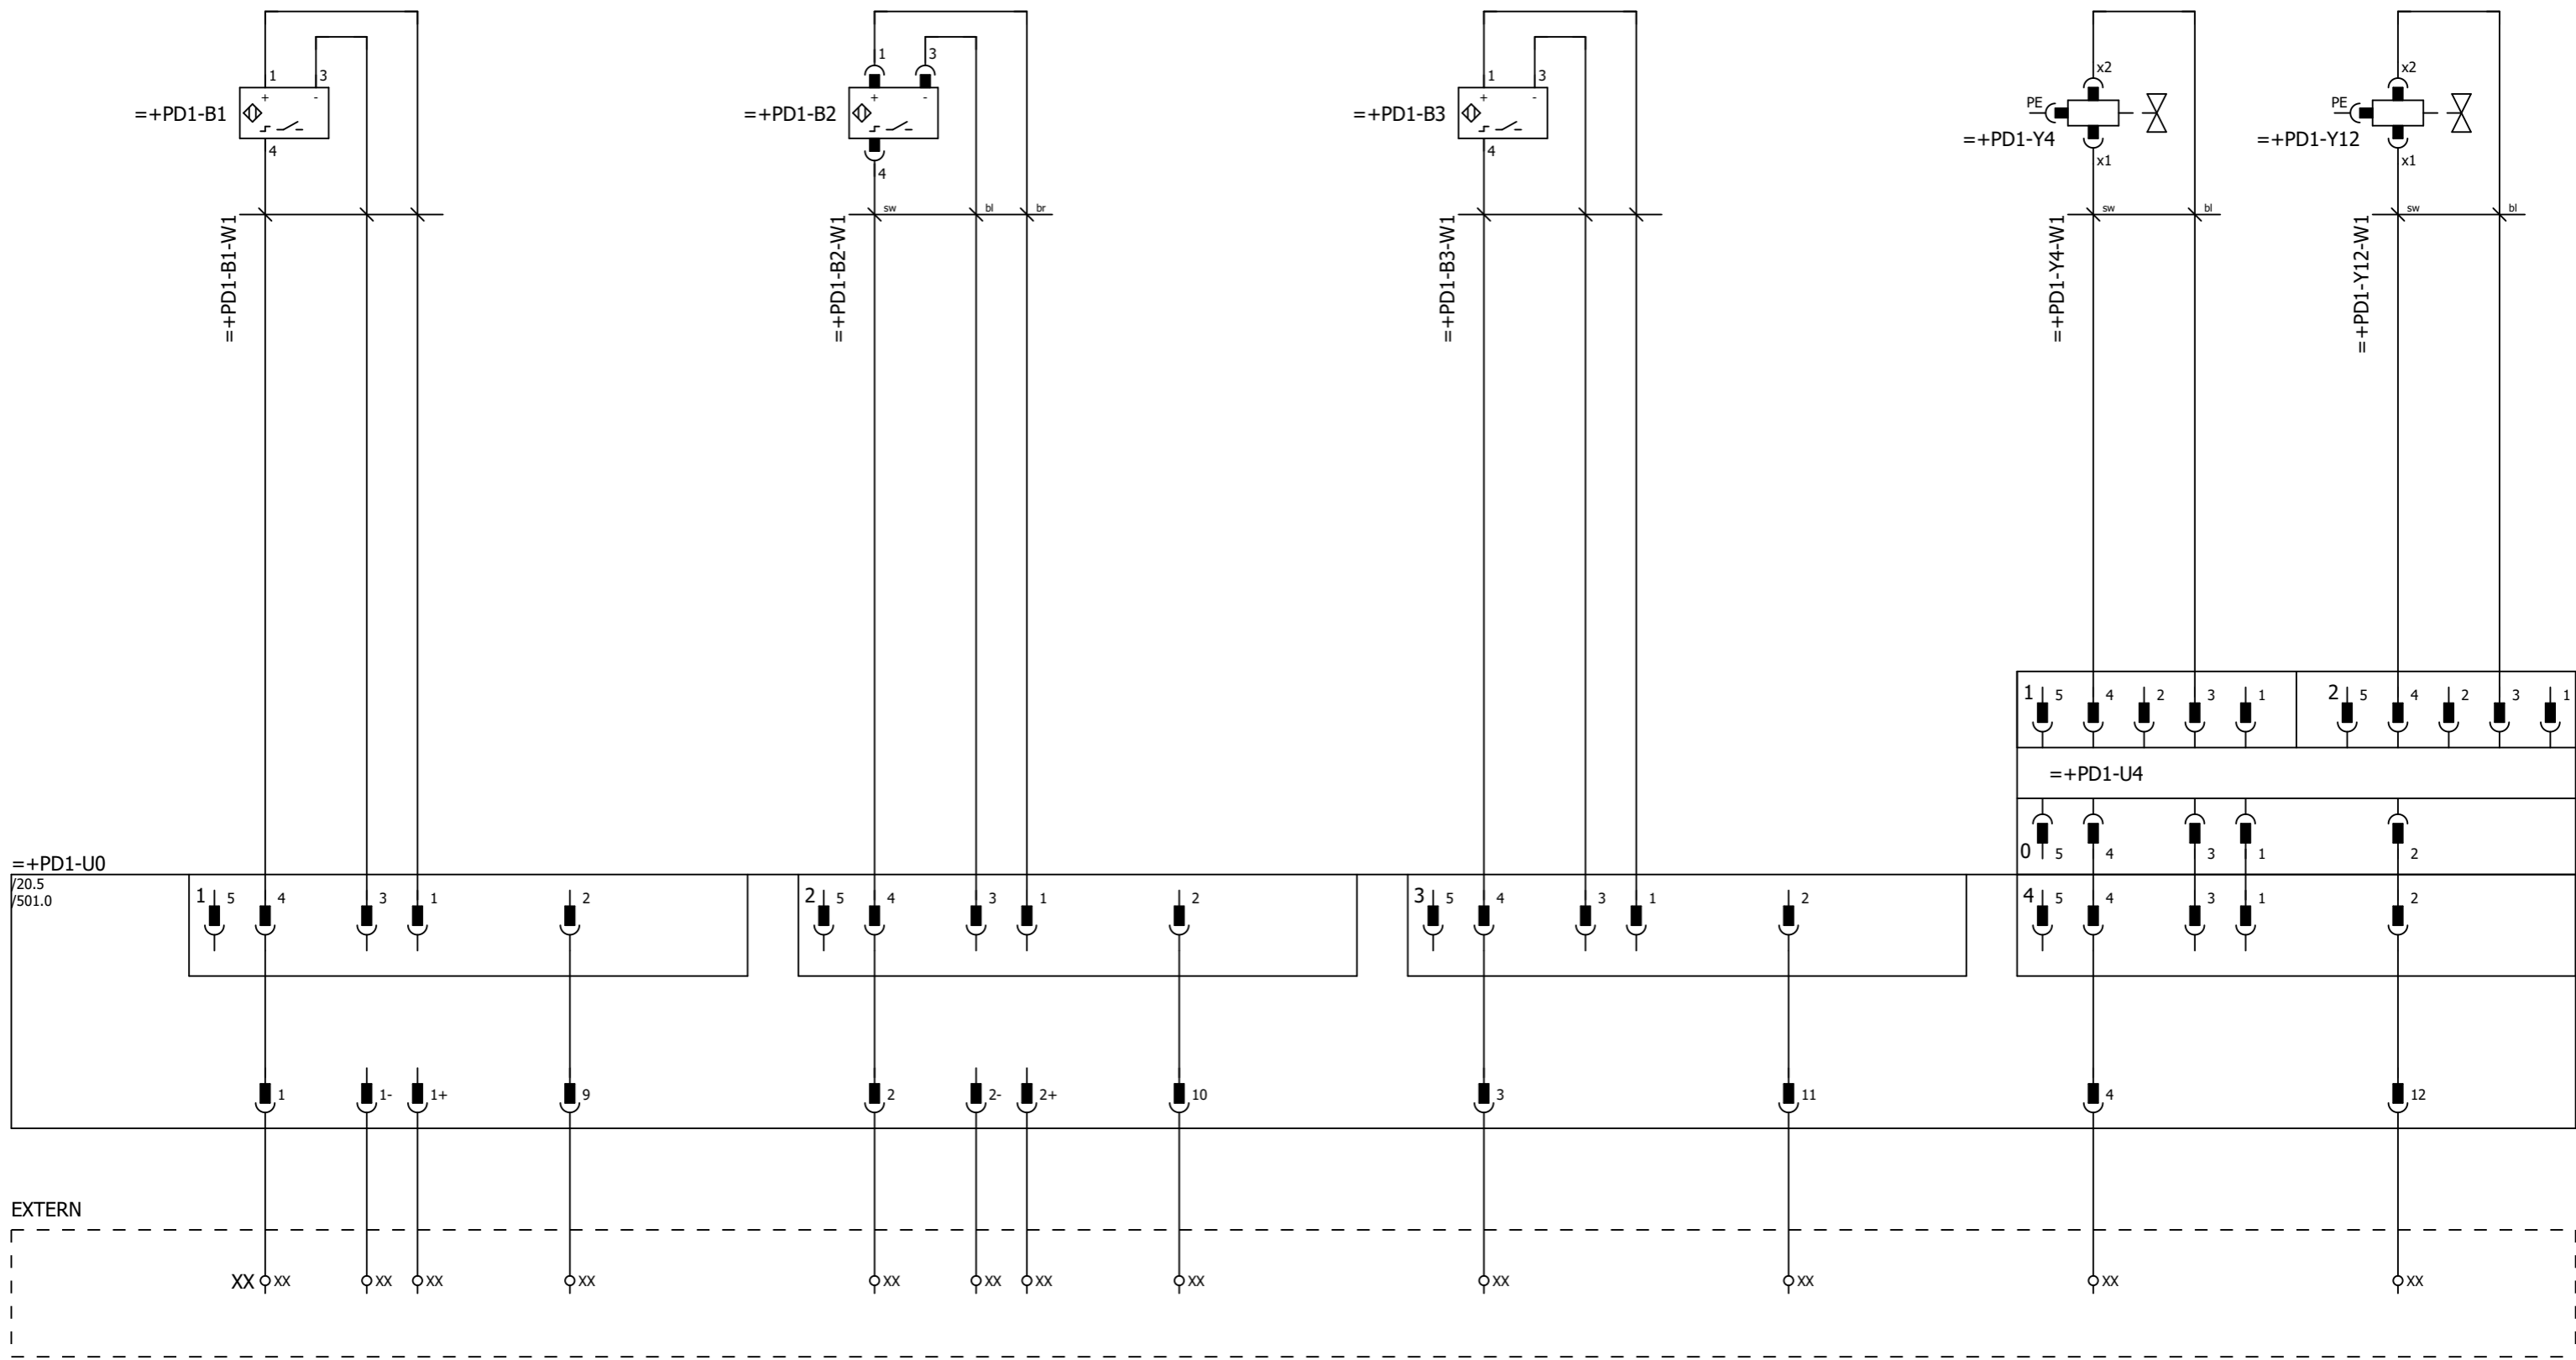 1 3 1 3 1 3 x2 x2
+ - + - + - PE PE
=+PD1-B1 =+PD1-B2 =+PD1-B3 =+PD1-Y4 =+PD1-Y12
4 4 4 x1 x1
sw bl br sw bl sw bl
=+PD1-B1-W1
=+PD1-B2-W1
=+PD1-B3-W1
=+PD1-Y4-W1
=+PD1-Y12-W1
1 5 4 2 3 1 2 5 4 2 3 1
=+PD1-U4
0 5 4 3 1 2
=+PD1-U0
/20.5
/501.0
1 5 4 3 1 2 2 5 4 3 1 2 3 5 4 3 1 2 4 5 4 3 1 2
1 1- 1+ 9 2 2- 2+ 10 3 11 4 12
EXTERN
XX XX XX XX XX XX XX XX XX XX XX XX XX